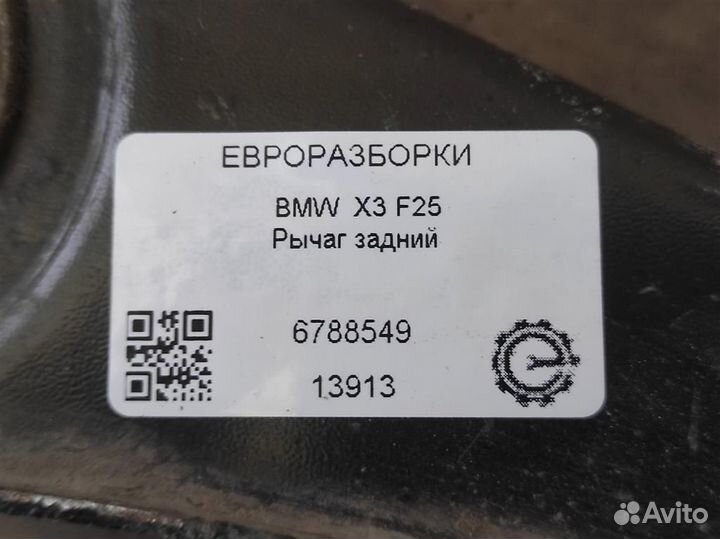 ЕВРОРАЗБОРКИ
BMW X3 F25
Рычаг задний
6788549
13913
Avito